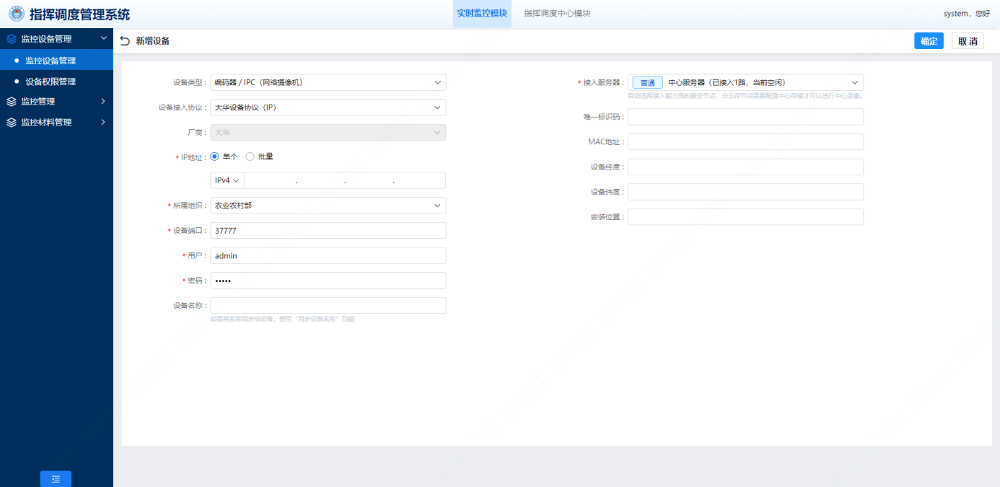 指挥调度管理系统
实时监控模块
指挥调度中心模块
system，您好
监控设备管理
监控设备管理
设备权限管理
监控管理
监控材料管理
新增设备
确定
取 消
设备类型： 编码器 / IPC（网络摄像机）
设备接入协议： 大华设备协议（IP）
厂商： 大华
* IP地址： 单个 批量
IPv4 . . .
* 所属组织： 农业农村部
* 设备端口： 37777
* 用户： admin
* 密码： •••••
设备名称：
如需将名称同步给设备，使用“同步设备名称”功能
* 接入服务器： 普通 中心服务器（已接入1路，当前空闲）
自动选择接入能力高的服务节点，非云存节点需要配置中心存储才可以进行中心录像。
唯一标识码：
MAC地址：
设备经度：
设备纬度：
安装位置：
303814